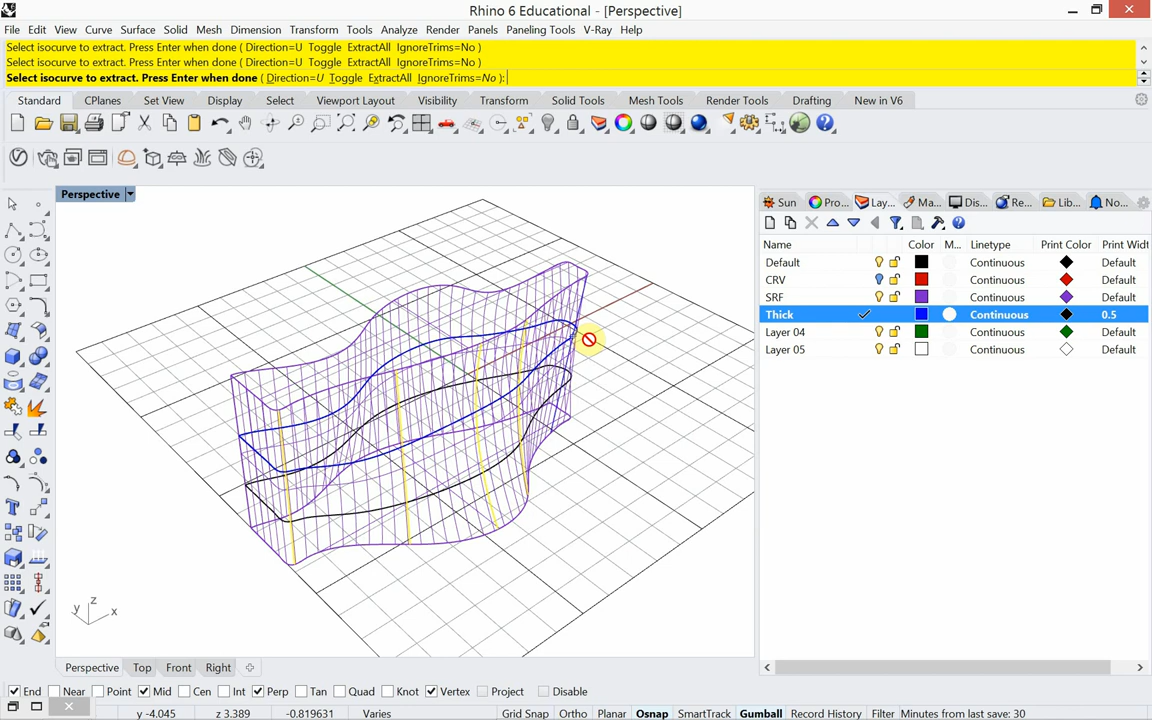 Rhino 6 Educational - [Perspective]
File Edit View Curve Surface Solid Mesh Dimension Transform Tools Analyze Render Panels Paneling Tools V-Ray Help
Select isocurve to extract. Press Enter when done ( Direction=U Toggle ExtractAll IgnoreTrims=No )
Select isocurve to extract. Press Enter when done ( Direction=U Toggle ExtractAll IgnoreTrims=No )
Select isocurve to extract. Press Enter when done ( Direction=U Toggle ExtractAll IgnoreTrims=No ):
Standard CPlanes Set View Display Select Viewport Layout Visibility Transform Solid Tools Mesh Tools Render Tools Drafting New in V6
Perspective
Sun Pro... Lay... Ma... Dis... Re... Lib... No...
Name Color M... Linetype Print Color Print Widt
Default Continuous Default
CRV Continuous Default
SRF Continuous Default
Thick Continuous 0.5
Layer 04 Continuous Default
Layer 05 Continuous Default
z
y x
Perspective Top Front Right
End Near Point Mid Cen Int Perp Tan Quad Knot Vertex Project Disable
y -4.045 z 3.389 -0.819631 Varies Grid Snap Ortho Planar Osnap SmartTrack Gumball Record History Filter Minutes from last save: 30